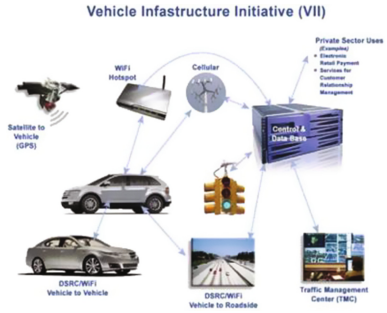 Vehicle Infastructure Initiative (VII)
Private Sector Uses
(Examples)
• Electronic
Retail Payment
• Services for
Customer
Relationship
Management
WiFi
Hotspot
Cellular
Satellite to
Vehicle
(GPS)
Control &
Data Bass
DSRC/WiFi
Vehicle to Vehicle
DSRC/WiFi
Vehicle to Roadside
Traffic Management
Center (TMC)